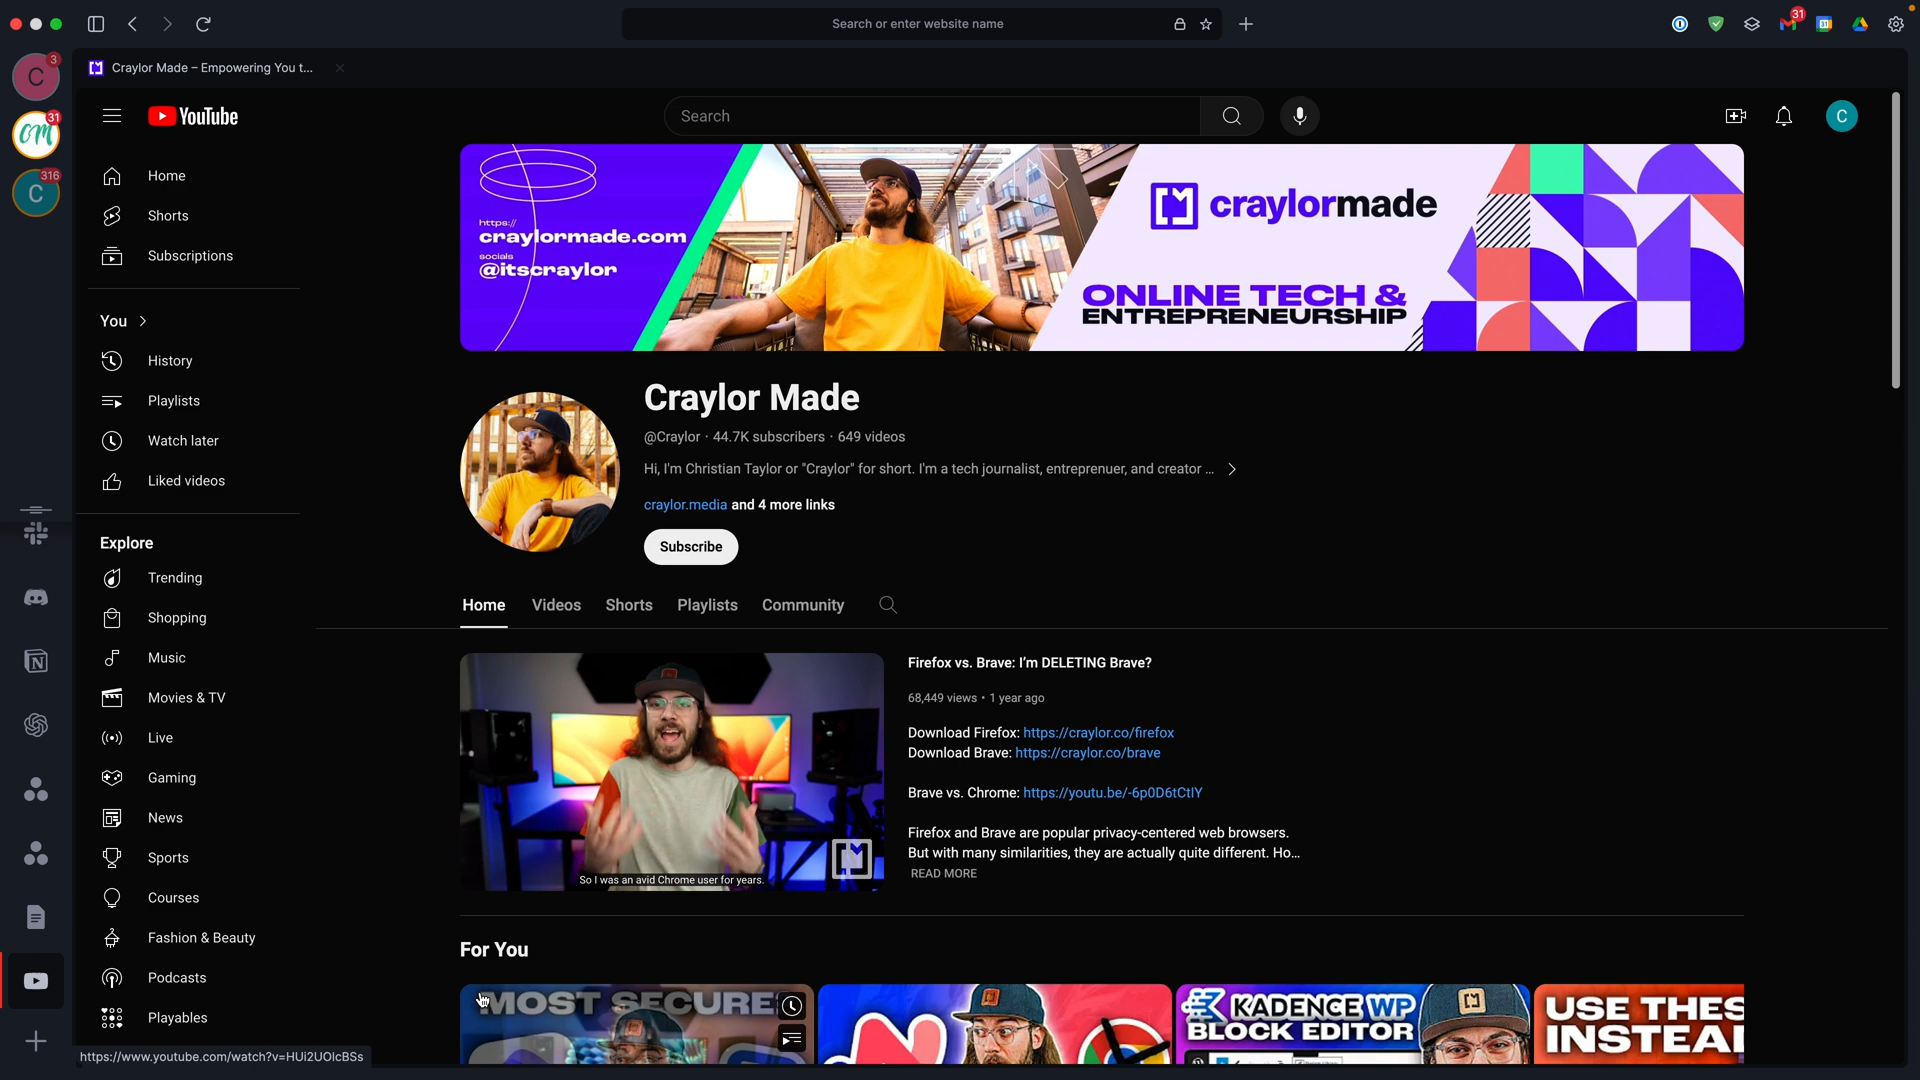 Search or enter website name
31
31
3
C
Craylor Made – Empowering You t...
31
CM
316
C
YouTube
Search
C
Home
Shorts
Subscriptions
You
History
Playlists
Watch later
Liked videos
Explore
Trending
Shopping
Music
Movies & TV
Live
Gaming
News
Sports
Courses
Fashion & Beauty
Podcasts
Playables
https://
craylormade.com
socials
@itscraylor
craylormade
ONLINE TECH &
ENTREPRENEURSHIP
Craylor Made
@Craylor · 44.7K subscribers · 649 videos
Hi, I'm Christian Taylor or "Craylor" for short. I'm a tech journalist, entreprenuer, and creator ...
craylor.media and 4 more links
Subscribe
Home Videos Shorts Playlists Community
So I was an avid Chrome user for years.
Firefox vs. Brave: I'm DELETING Brave?
68,449 views • 1 year ago
Download Firefox: https://craylor.co/firefox
Download Brave: https://craylor.co/brave
Brave vs. Chrome: https://youtu.be/-6p0D6tCtIY
Firefox and Brave are popular privacy-centered web browsers.
But with many similarities, they are actually quite different. Ho...
READ MORE
For You
MOST SECURE
KADENCE WP
BLOCK EDITOR
USE THES
INSTEA
https://www.youtube.com/watch?v=HUi2UOlcBSs